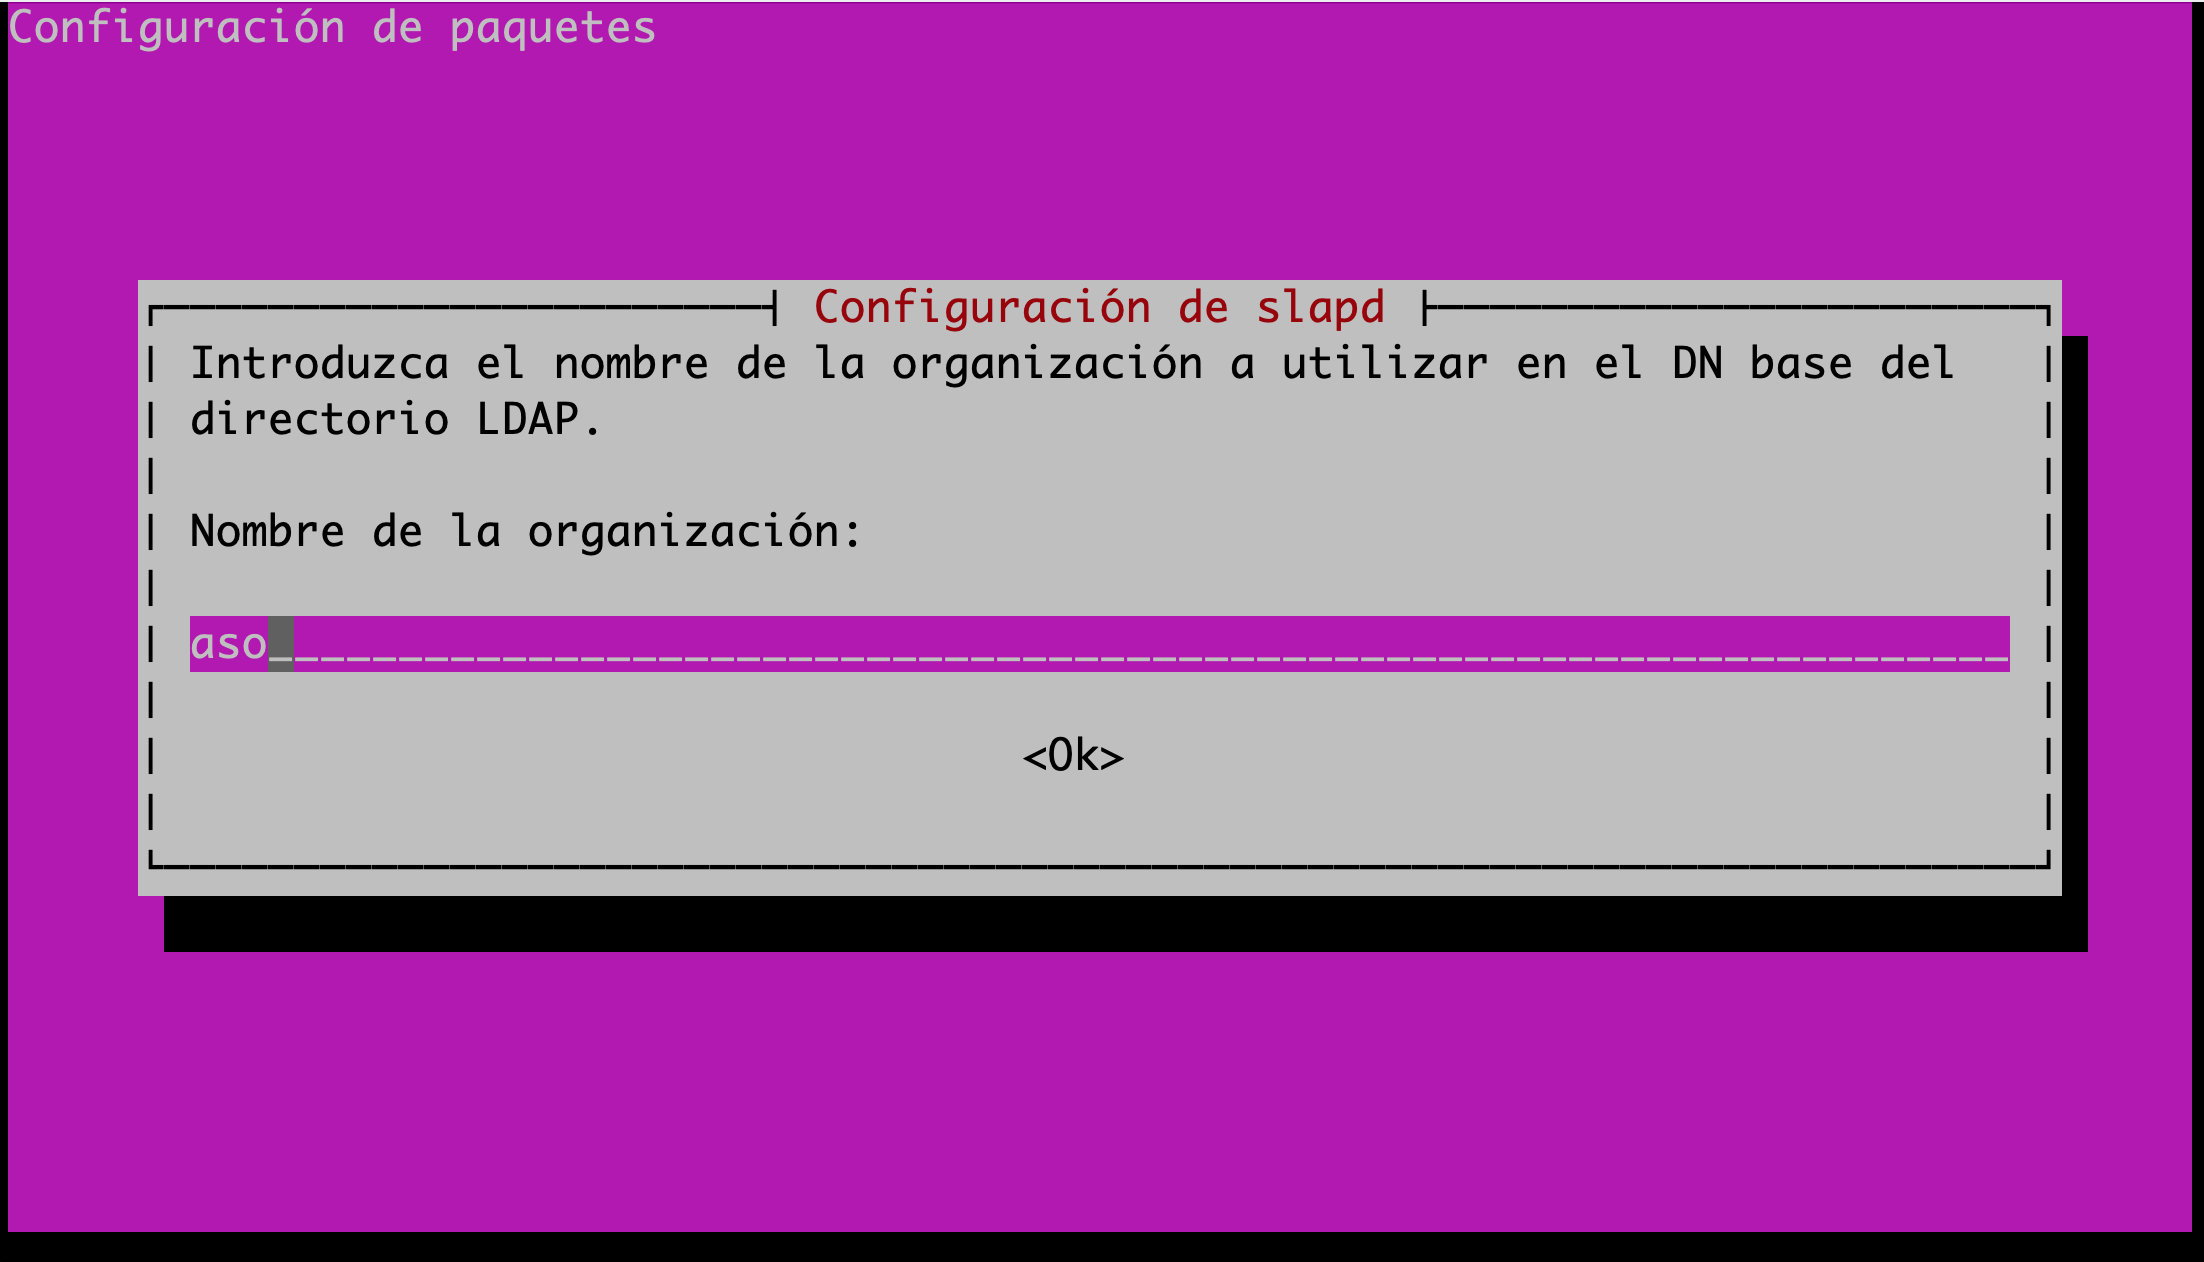 Configuración de paquetes
Configuración de slapd
Introduzca el nombre de la organización a utilizar en el DN base del
directorio LDAP.
Nombre de la organización:
aso
<Ok>